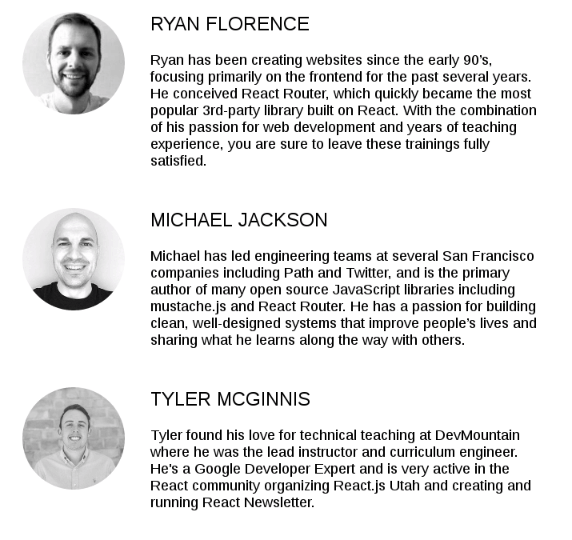 RYAN FLORENCE
Ryan has been creating websites since the early 90's,
focusing primarily on the frontend for the past several years.
He conceived React Router, which quickly became the most
popular 3rd-party library built on React. With the combination
of his passion for web development and years of teaching
experience, you are sure to leave these trainings fully
satisfied.
MICHAEL JACKSON
Michael has led engineering teams at several San Francisco
companies including Path and Twitter, and is the primary
author of many open source JavaScript libraries including
mustache.js and React Router. He has a passion for building
clean, well-designed systems that improve people's lives and
sharing what he learns along the way with others.
TYLER MCGINNIS
Tyler found his love for technical teaching at DevMountain
where he was the lead instructor and curriculum engineer.
He's a Google Developer Expert and is very active in the
React community organizing React.js Utah and creating and
running React Newsletter.